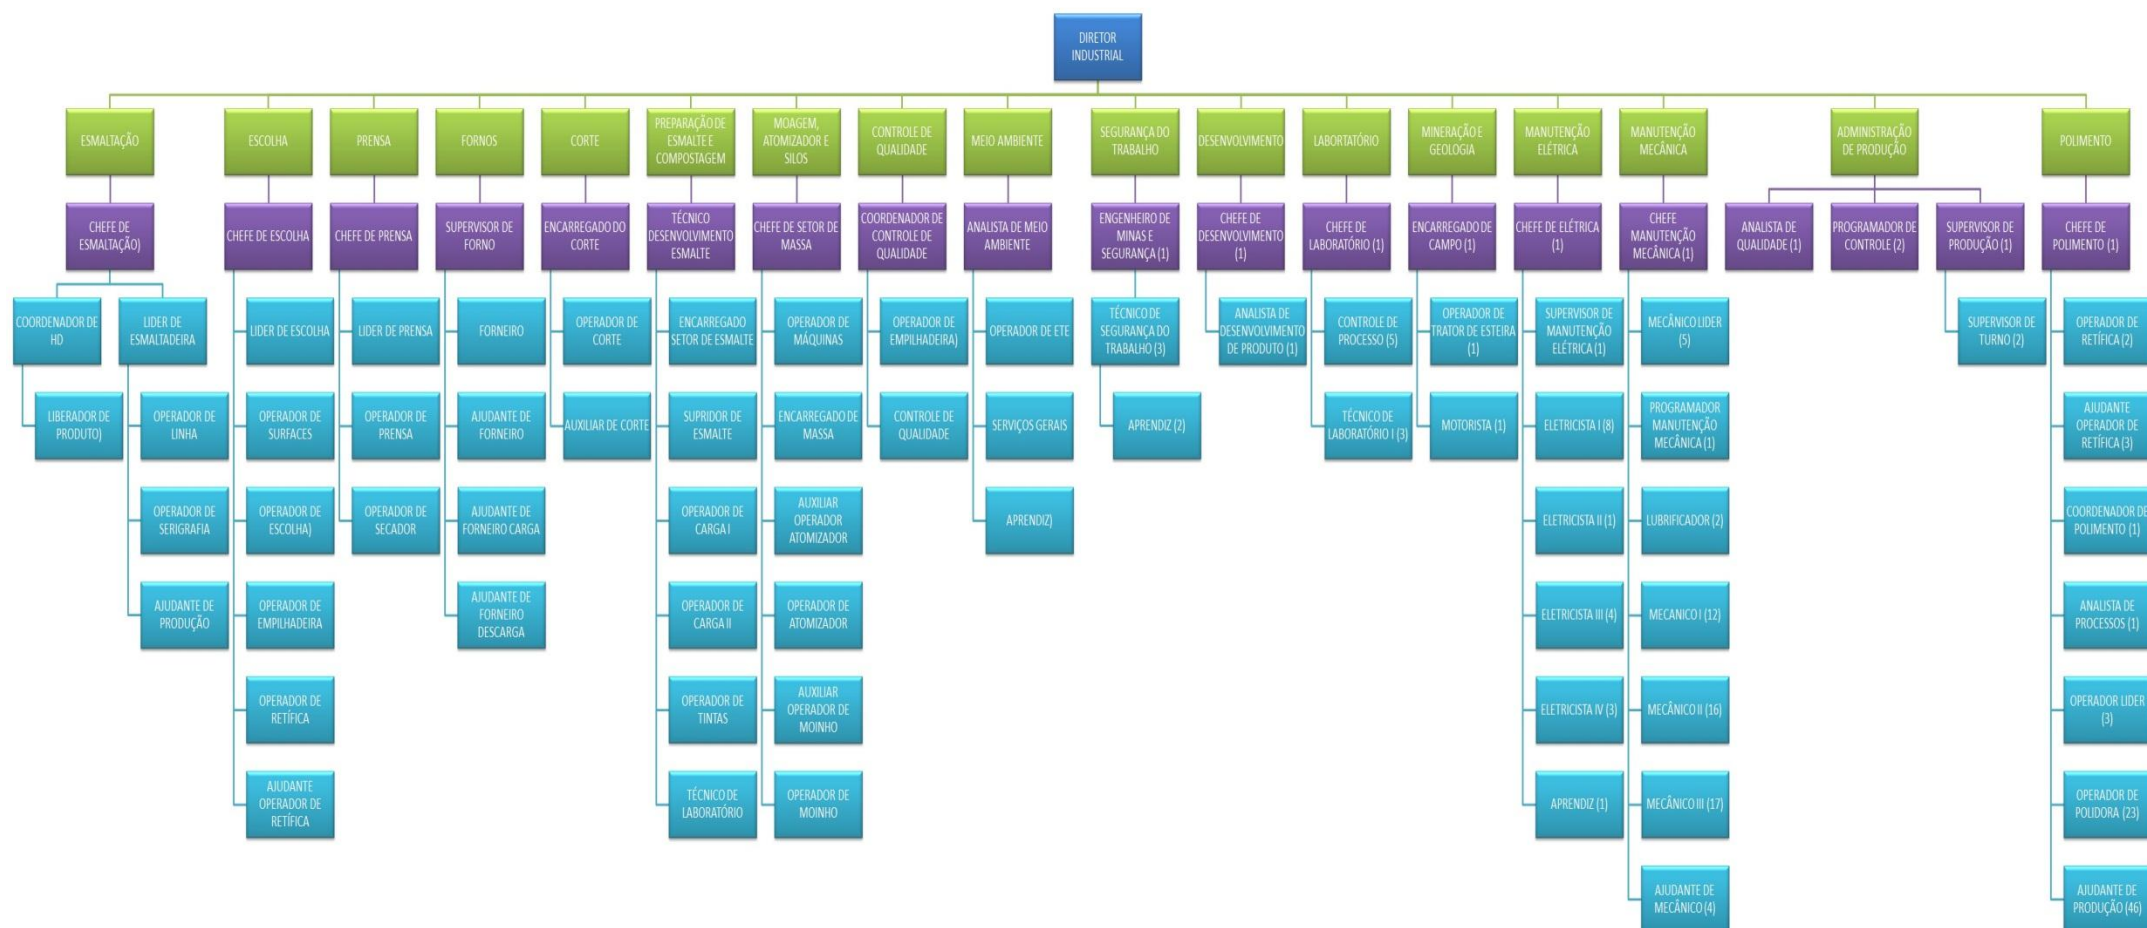 DIRETOR
INDUSTRIAL
ESMALTAÇÃO
ESCOLHA
PRENSA
FORNOS
CORTE
PREPARAÇÃO DE
ESMALTE E
COMPOSTAGEM
MOAGEM,
ATOMIZADOR E
SILOS
CONTROLE DE
QUALIDADE
MEIO AMBIENTE
SEGURANÇA DO
TRABALHO
DESENVOLVIMENTO
LABORTATÓRIO
MINERAÇÃO E
GEOLOGIA
MANUTENÇÃO
ELÉTRICA
MANUTENÇÃO
MECÂNICA
ADMINISTRAÇÃO
DE PRODUÇÃO
POLIMENTO
CHEFE DE
ESMALTAÇÃO)
CHEFE DE ESCOLHA
CHEFE DE PRENSA
SUPERVISOR DE
FORNO
ENCARREGADO DO
CORTE
TÉCNICO
DESENVOLVIMENTO
ESMALTE
CHEFE DE SETOR DE
MASSA
COORDENADOR DE
CONTROLE DE
QUALIDADE
ANALISTA DE MEIO
AMBIENTE
ENGENHEIRO DE
MINAS E
SEGURANÇA (1)
CHEFE DE
DESENVOLVIMENTO
(1)
CHEFE DE
LABORATÓRIO (1)
ENCARREGADO DE
CAMPO (1)
CHEFE DE ELÉTRICA
(1)
CHEFE
MANUTENÇÃO
MECÂNICA (1)
ANALISTA DE
QUALIDADE (1)
PROGRAMADOR DE
CONTROLE (2)
SUPERVISOR DE
PRODUÇÃO (1)
CHEFE DE
POLIMENTO (1)
COORDENADOR DE
HD
LIDER DE
ESMALTADEIRA
LIDER DE ESCOLHA
LIDER DE PRENSA
FORNEIRO
OPERADOR DE
CORTE
ENCARREGADO
SETOR DE ESMALTE
OPERADOR DE
MÁQUINAS
OPERADOR DE
EMPILHADEIRA)
OPERADOR DE ETE
TÉCNICO DE
SEGURANÇA DO
TRABALHO (3)
ANALISTA DE
DESENVOLVIMENTO
DE PRODUTO (1)
CONTROLE DE
PROCESSO (5)
OPERADOR DE
TRATOR DE ESTEIRA
(1)
SUPERVISOR DE
MANUTENÇÃO
ELÉTRICA (1)
MECÂNICO LIDER
(5)
SUPERVISOR DE
TURNO (2)
OPERADOR DE
RETÍFICA (2)
LIBERADOR DE
PRODUTO)
OPERADOR DE
LINHA
OPERADOR DE
SURFACES
OPERADOR DE
PRENSA
AJUDANTE DE
FORNEIRO
AUXILIAR DE CORTE
SUPRIDOR DE
ESMALTE
ENCARREGADO DE
MASSA
CONTROLE DE
QUALIDADE
SERVIÇOS GERAIS
APRENDIZ (2)
TÉCNICO DE
LABORATÓRIO I (3)
MOTORISTA (1)
ELETRICISTA I (8)
PROGRAMADOR
MANUTENÇÃO
MECÂNICA (1)
AJUDANTE
OPERADOR DE
RETÍFICA (3)
OPERADOR DE
SERIGRAFIA
OPERADOR DE
ESCOLHA)
OPERADOR DE
SECADOR
AJUDANTE DE
FORNEIRO CARGA
OPERADOR DE
CARGA I
AUXILIAR
OPERADOR
ATOMIZADOR
APRENDIZ)
ELETRICISTA II (1)
LUBRIFICADOR (2)
COORDENADOR DE
POLIMENTO (1)
AJUDANTE DE
PRODUÇÃO
OPERADOR DE
EMPILHADEIRA
AJUDANTE DE
FORNEIRO
DESCARGA
OPERADOR DE
CARGA II
OPERADOR DE
ATOMIZADOR
ELETRICISTA III (4)
MECANICO I (12)
ANALISTA DE
PROCESSOS (1)
OPERADOR DE
RETÍFICA
OPERADOR DE
TINTAS
AUXILIAR
OPERADOR DE
MOINHO
ELETRICISTA IV (3)
MECÂNICO II (16)
OPERADOR LIDER
(3)
AJUDANTE
OPERADOR DE
RETÍFICA
TÉCNICO DE
LABORATÓRIO
OPERADOR DE
MOINHO
APRENDIZ (1)
MECÂNICO III (17)
OPERADOR DE
POLIDORA (23)
AJUDANTE DE
MECÂNICO (4)
AJUDANTE DE
PRODUÇÃO (46)